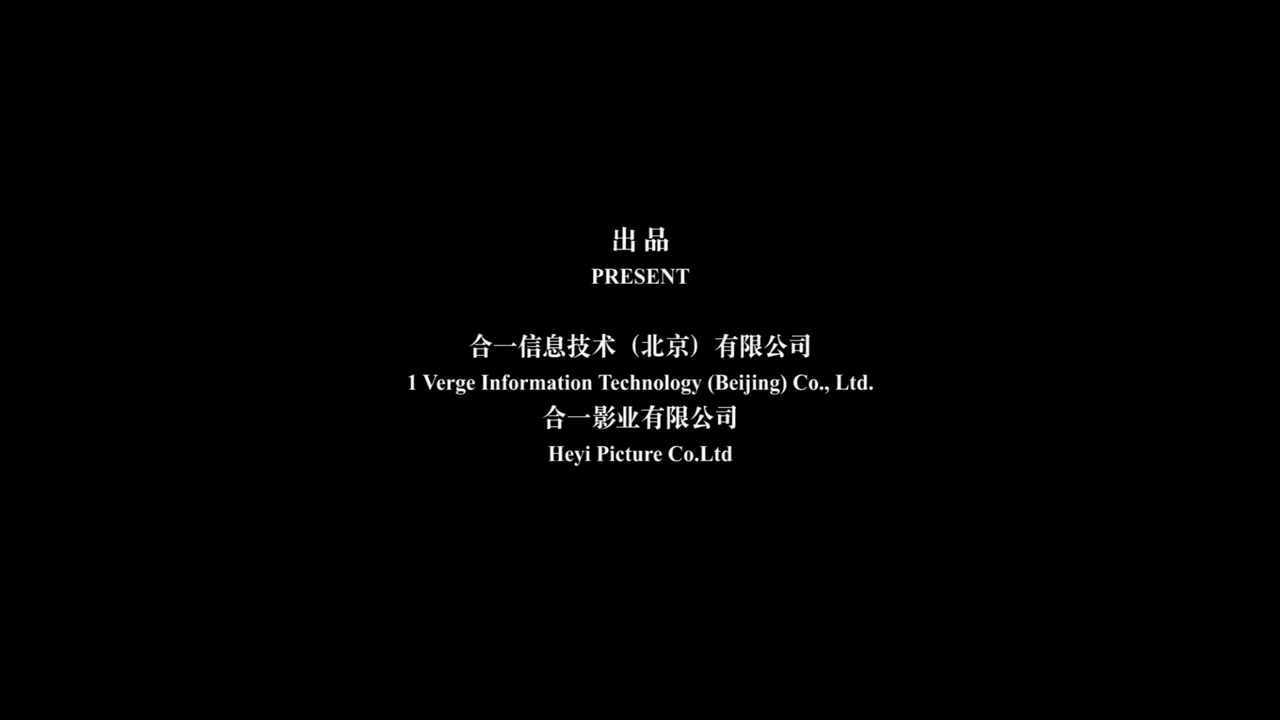 出品
PRESENT
合一信息技术（北京）有限公司
1 Verge Information Technology (Beijing) Co., Ltd.
合一影业有限公司
Heyi Picture Co.Ltd